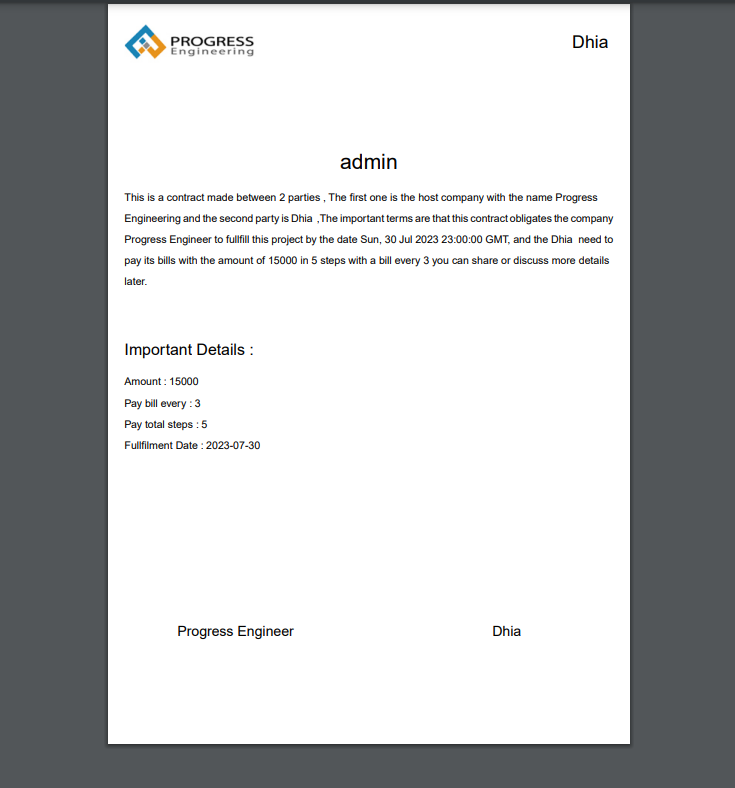 PROGRESS
Engineering
Dhia
admin
This is a contract made between 2 parties , The first one is the host company with the name Progress
Engineering and the second party is Dhia ,The important terms are that this contract obligates the company
Progress Engineer to fullfill this project by the date Sun, 30 Jul 2023 23:00:00 GMT, and the Dhia need to
pay its bills with the amount of 15000 in 5 steps with a bill every 3 you can share or discuss more details
later.
Important Details :
Amount : 15000
Pay bill every : 3
Pay total steps : 5
Fullfilment Date : 2023-07-30
Progress Engineer
Dhia